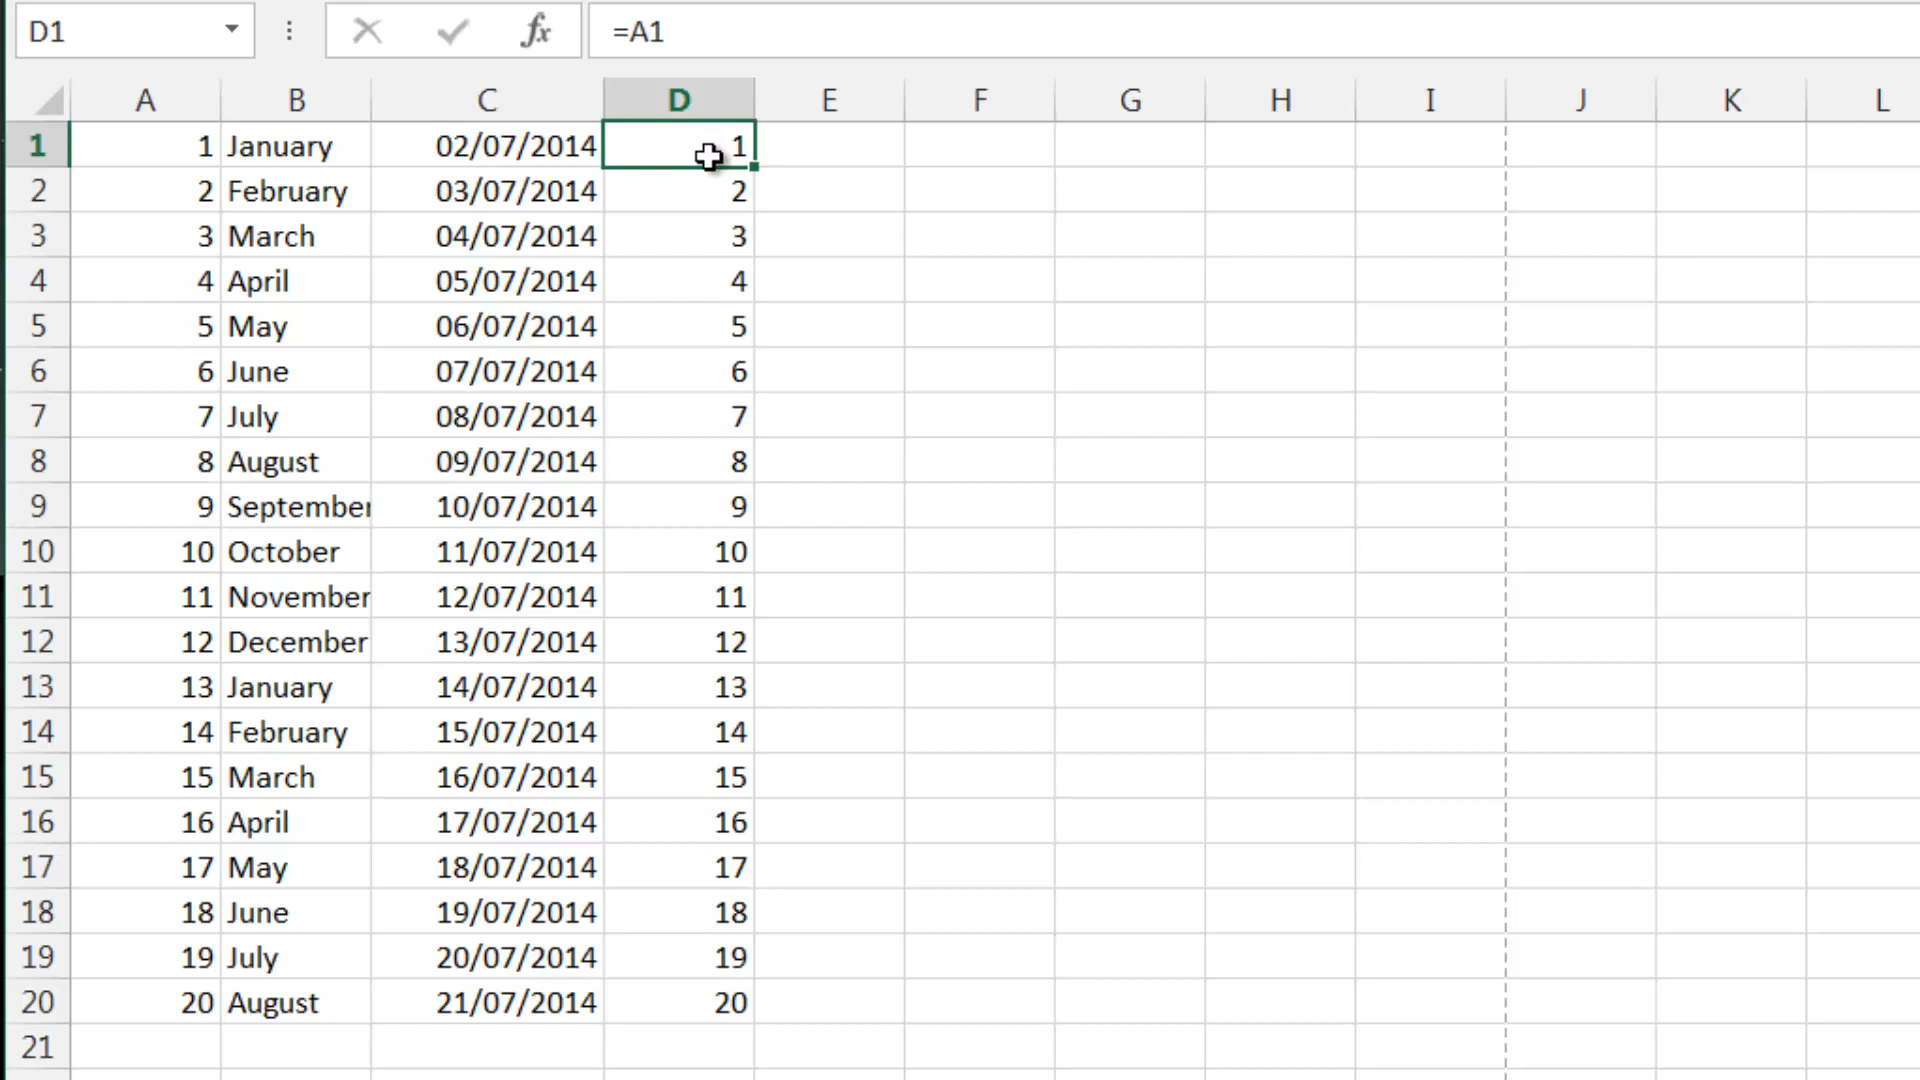 D1 fx =A1
A B C D E F G H I J K L
1 1 January 02/07/2014 1
2 2 February 03/07/2014 2
3 3 March 04/07/2014 3
4 4 April 05/07/2014 4
5 5 May 06/07/2014 5
6 6 June 07/07/2014 6
7 7 July 08/07/2014 7
8 8 August 09/07/2014 8
9 9 September 10/07/2014 9
10 10 October 11/07/2014 10
11 11 November 12/07/2014 11
12 12 December 13/07/2014 12
13 13 January 14/07/2014 13
14 14 February 15/07/2014 14
15 15 March 16/07/2014 15
16 16 April 17/07/2014 16
17 17 May 18/07/2014 17
18 18 June 19/07/2014 18
19 19 July 20/07/2014 19
20 20 August 21/07/2014 20
21